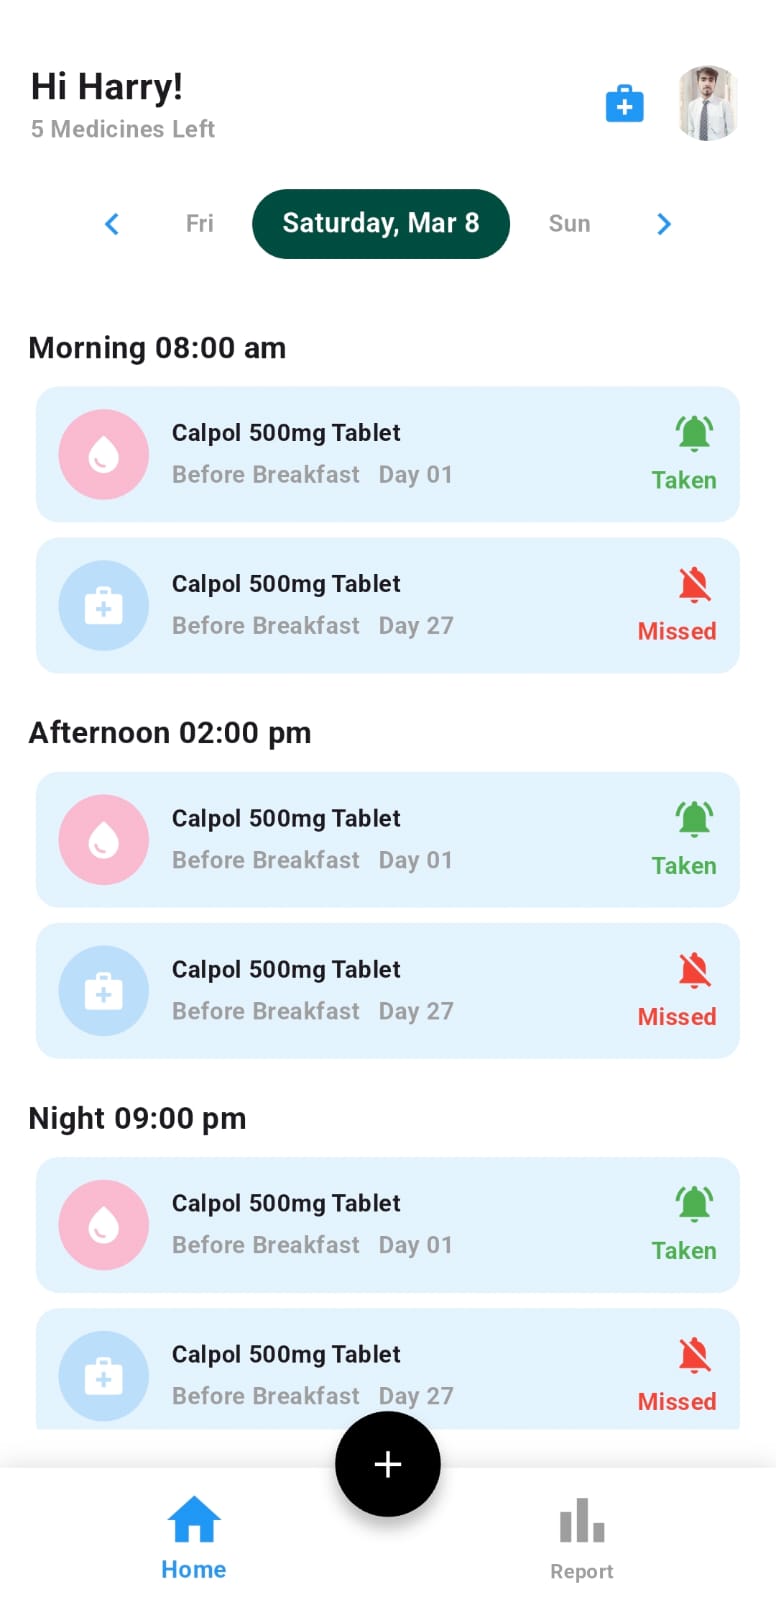 Hi Harry!
5 Medicines Left
Fri Saturday, Mar 8 Sun
Morning 08:00 am
Calpol 500mg Tablet
Before Breakfast Day 01
Taken
Calpol 500mg Tablet
Before Breakfast Day 27
Missed
Afternoon 02:00 pm
Calpol 500mg Tablet
Before Breakfast Day 01
Taken
Calpol 500mg Tablet
Before Breakfast Day 27
Missed
Night 09:00 pm
Calpol 500mg Tablet
Before Breakfast Day 01
Taken
Calpol 500mg Tablet
Before Breakfast Day 27
Missed
Home Report